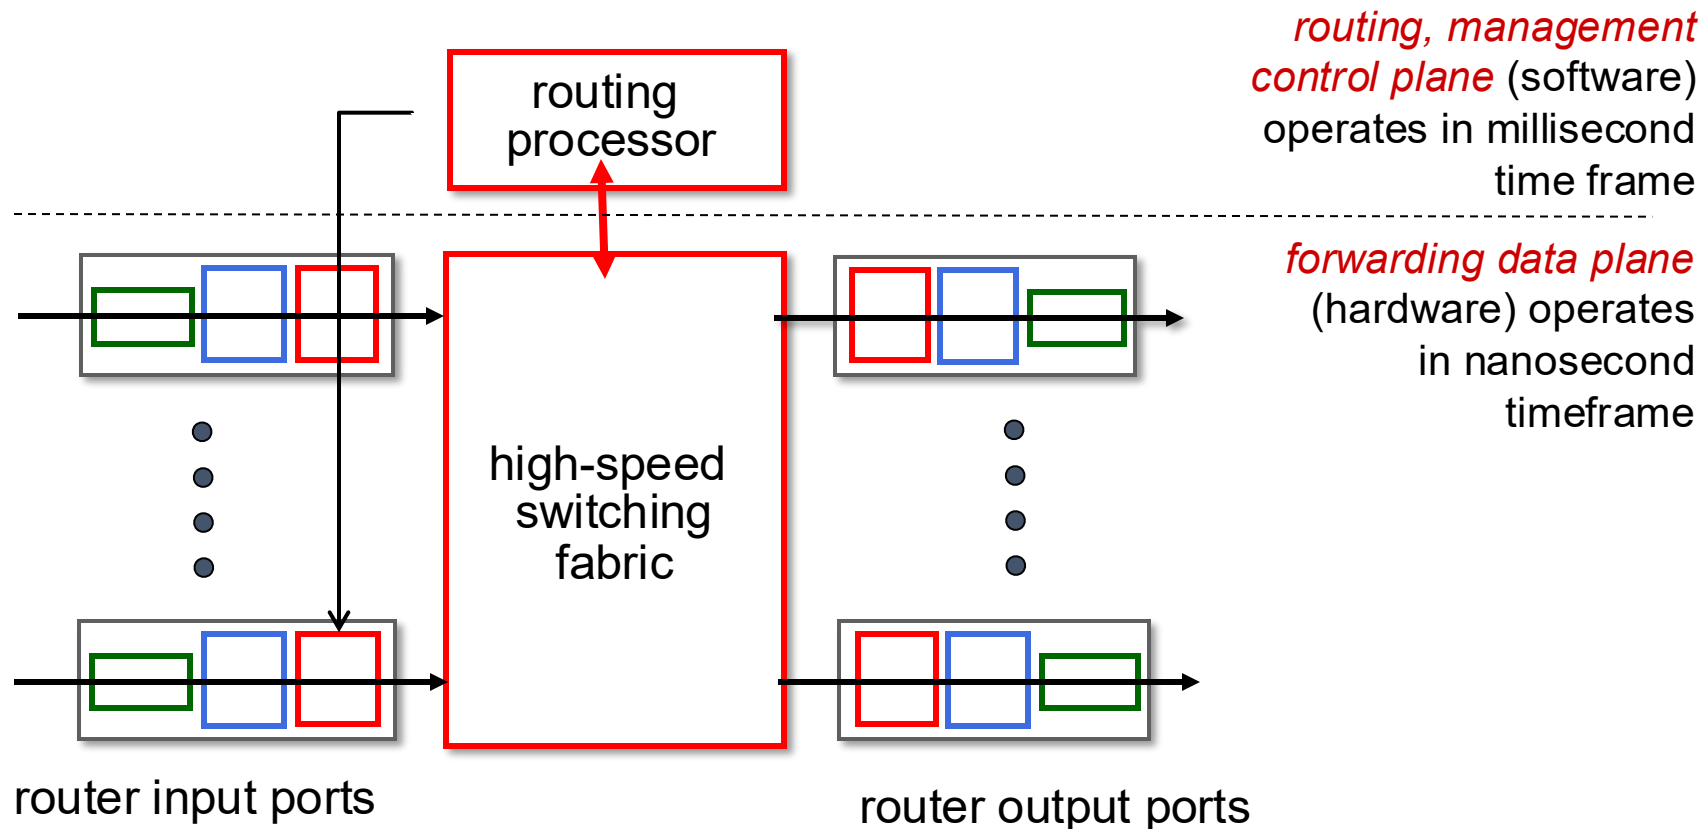 routing, management
control plane (software)
operates in millisecond
time frame
routing
processor
forwarding data plane
(hardware) operates
in nanosecond
timeframe
high-speed
switching
fabric
router input ports
router output ports